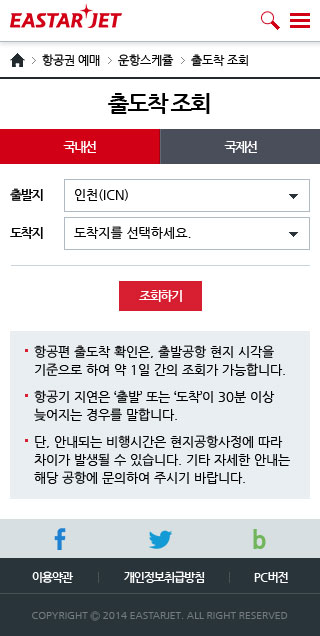 EASTAR JET
항공권 예매 > 운항스케쥴 > 출도착 조회
출도착 조회
국내선 국제선
출발지 인천(ICN)
도착지 도착지를 선택하세요.
조회하기
항공편 출도착 확인은, 출발공항 현지 시각을
기준으로 하여 약 1일 간의 조회가 가능합니다.
항공기 지연은 ‘출발’ 또는 ‘도착’이 30분 이상
늦어지는 경우를 말합니다.
단, 안내되는 비행시간은 현지공항사정에 따라
차이가 발생될 수 있습니다. 기타 자세한 안내는
해당 공항에 문의하여 주시기 바랍니다.
이용약관 개인정보취급방침 PC버전
COPYRIGHT © 2014 EASTARJET. ALL RIGHT RESERVED